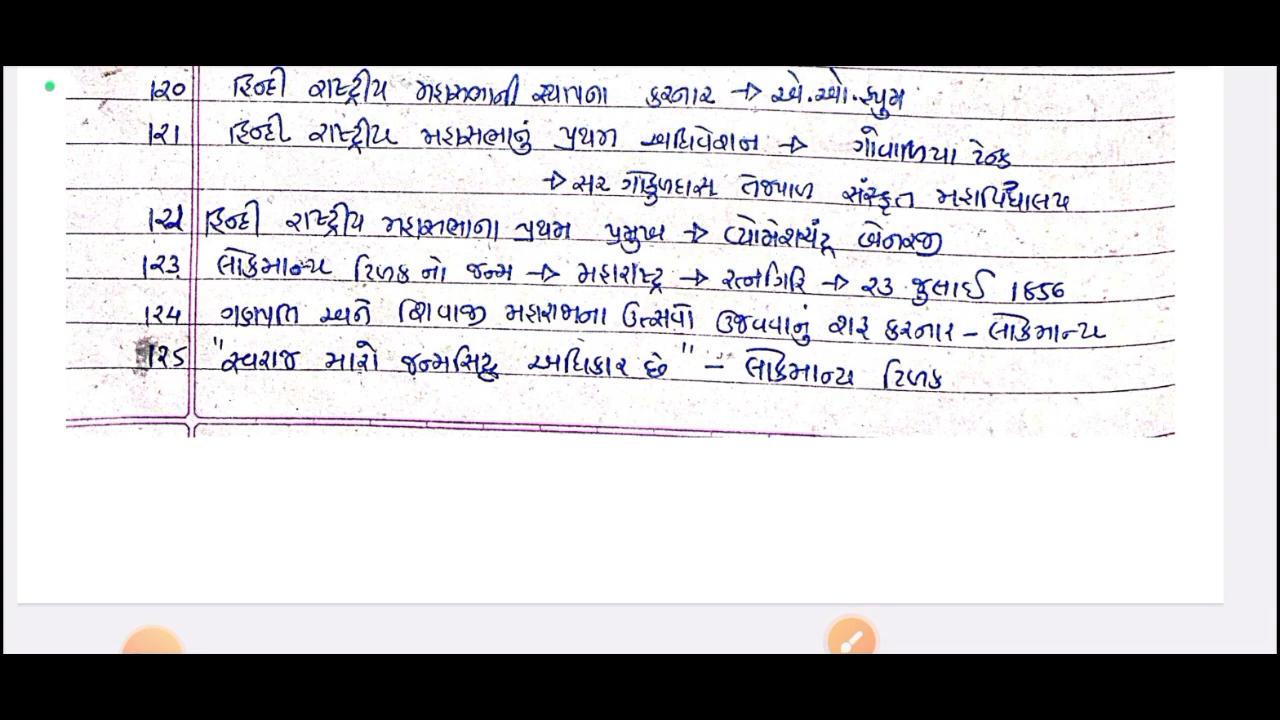 120 હિન્દી રાષ્ટ્રીય મહાસભાની સ્થાપના કરનાર → એ.ઓ.હ્યુમ
121 હિન્દી રાષ્ટ્રીય મહાસભાનું પ્રથમ અધિવેશન → ગોવાળિયા ટેન્ક
→ સર ગોકુળદાસ તેજપાળ સંસ્કૃત મહાવિદ્યાલય
122 હિન્દી રાષ્ટ્રીય મહાસભાના પ્રથમ પ્રમુખ → વ્યોમેશચંદ્ર બેનરજી
123 લોકમાન્ય ટિળક નો જન્મ → મહારાષ્ટ્ર → રત્નાગિરિ → 23 જુલાઈ 1856
124 ગણપતિ અને શિવાજી મહારાજના ઉત્સવો ઉજવવાનું શરૂ કરનાર - લોકમાન્ય
125 "સ્વરાજ મારો જન્મસિદ્ધ અધિકાર છે" - લોકમાન્ય ટિળક